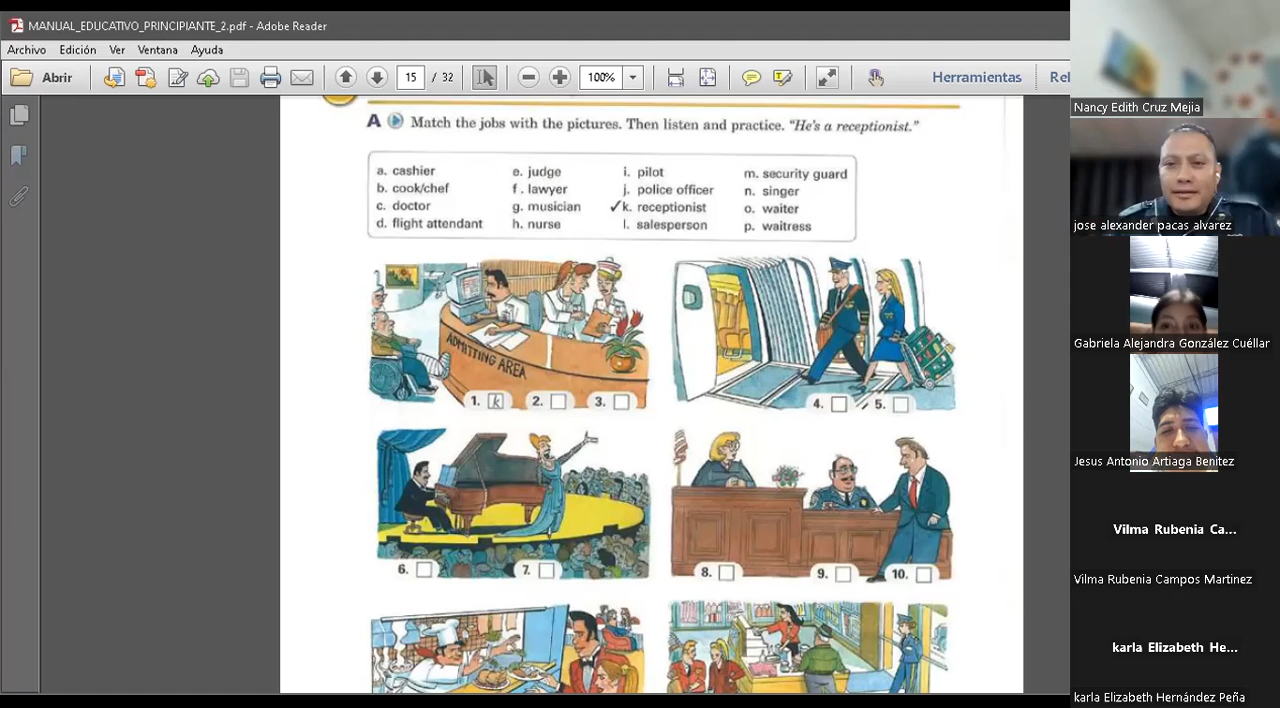 MANUAL_EDUCATIVO_PRINCIPIANTE_2.pdf - Adobe Reader
Archivo Edición Ver Ventana Ayuda
Abrir 15 / 32 100% Herramientas Rel
A Match the jobs with the pictures. Then listen and practice. "He's a receptionist."
a. cashier e. judge i. pilot m. security guard
b. cook/chef f. lawyer j. police officer n. singer
c. doctor g. musician ✓k. receptionist o. waiter
d. flight attendant h. nurse l. salesperson p. waitress
ADMITTING AREA
1. k 2. 3. 4. 5.
6. 7. 8. 9. 10.
Nancy Edith Cruz Mejia
jose alexander pacas alvarez
Gabriela Alejandra González Cuéllar
Jesus Antonio Artiaga Benitez
Vilma Rubenia Ca...
Vilma Rubenia Campos Martinez
karla Elizabeth He...
karla Elizabeth Hernández Peña